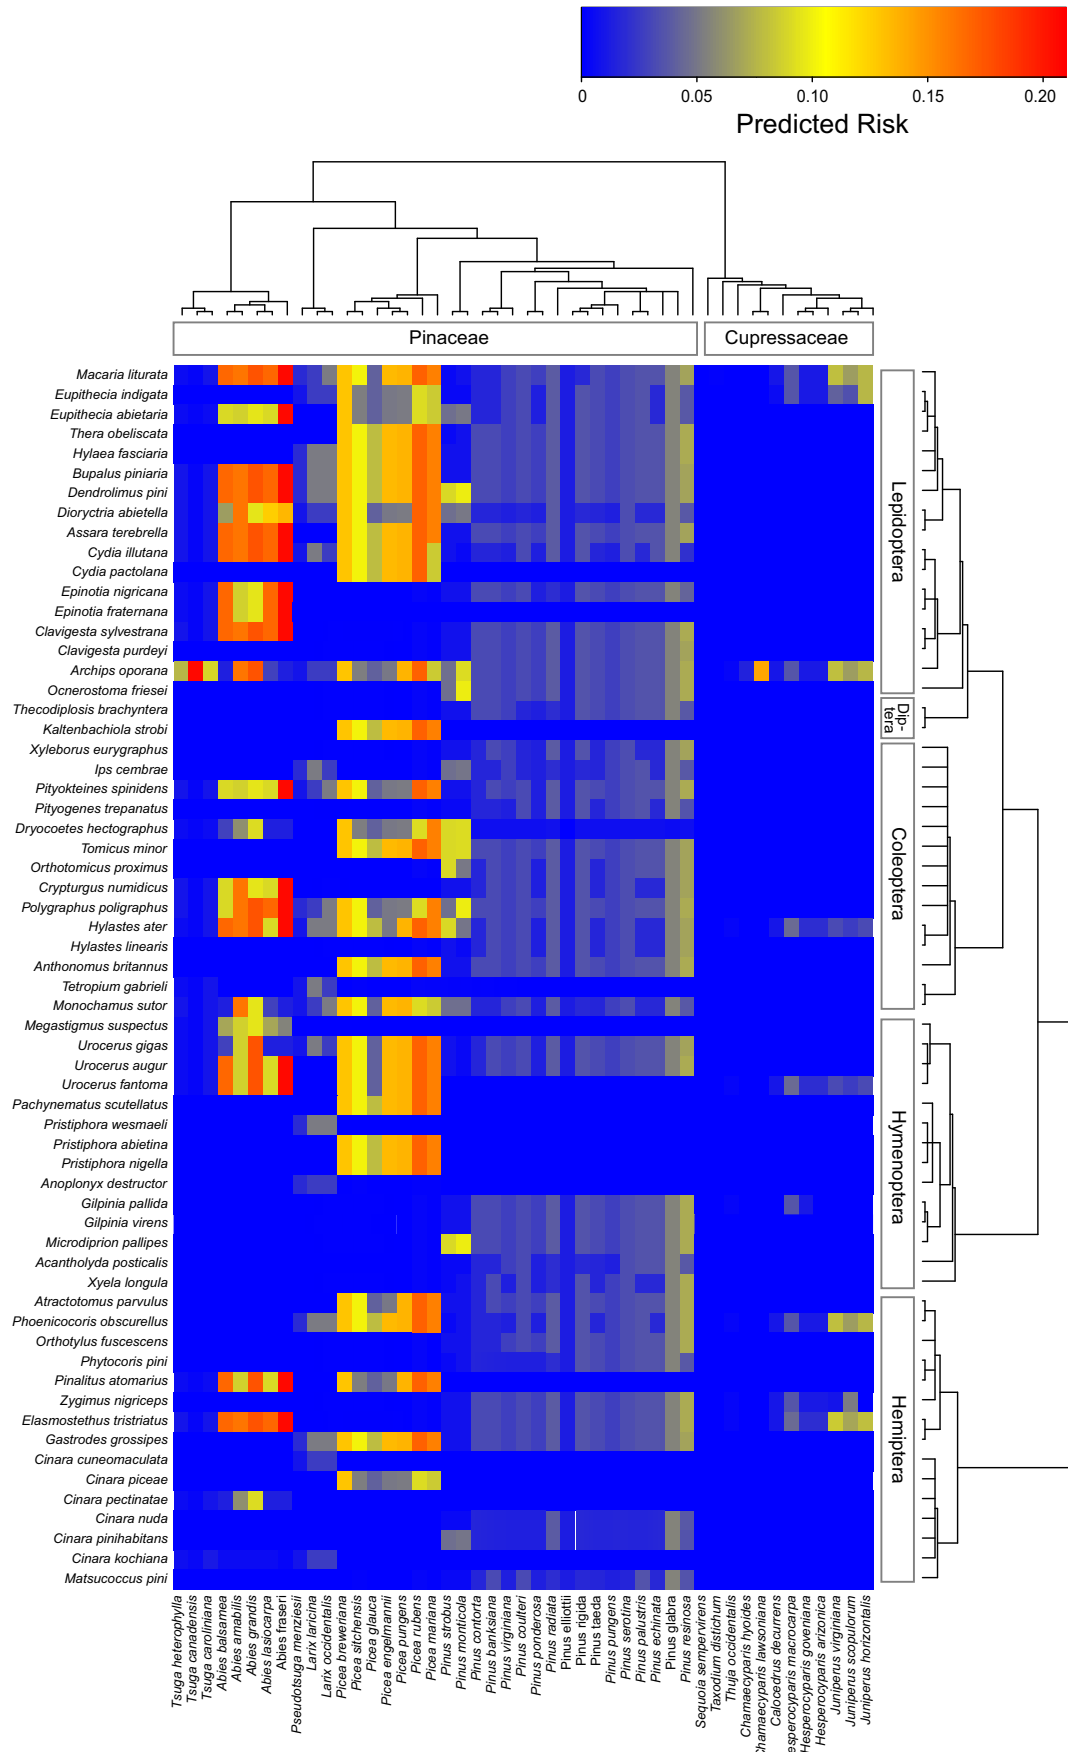 0 0.05 0.10 0.15 0.20
Predicted Risk
Pinaceae
Cupressaceae
Macaria liturata
Eupithecia indigata
Eupithecia abietaria
Thera obeliscata
Hylaea fasciaria
Bupalus piniaria
Dendrolimus pini
Dioryctria abietella
Assara terebrella
Cydia illutana
Cydia pactolana
Epinotia nigricana
Epinotia fraternana
Clavigesta sylvestrana
Clavigesta purdeyi
Archips oporana
Ocnerostoma friesei
Thecodiplosis brachyntera
Kaltenbachiola strobi
Xyleborus eurygraphus
Ips cembrae
Pityokteines spinidens
Pityogenes trepanatus
Dryocoetes hectographus
Tomicus minor
Orthotomicus proximus
Crypturgus numidicus
Polygraphus poligraphus
Hylastes ater
Hylastes linearis
Anthonomus britannus
Tetropium gabrieli
Monochamus sutor
Megastigmus suspectus
Urocerus gigas
Urocerus augur
Urocerus fantoma
Pachynematus scutellatus
Pristiphora wesmaeli
Pristiphora abietina
Pristiphora nigella
Anoplonyx destructor
Gilpinia pallida
Gilpinia virens
Microdiprion pallipes
Acantholyda posticalis
Xyela longula
Atractotomus parvulus
Phoenicocoris obscurellus
Orthotylus fuscescens
Phytocoris pini
Pinalitus atomarius
Zygimus nigriceps
Elasmostethus tristriatus
Gastrodes grossipes
Cinara cuneomaculata
Cinara piceae
Cinara pectinatae
Cinara nuda
Cinara pinihabitans
Cinara kochiana
Matsucoccus pini
Lepidoptera
Dip-
tera
Coleoptera
Hymenoptera
Hemiptera
Tsuga heterophylla
Tsuga canadensis
Tsuga caroliniana
Abies balsamea
Abies amabilis
Abies grandis
Abies lasiocarpa
Abies fraseri
Pseudotsuga menziesii
Larix laricina
Larix occidentalis
Picea breweriana
Picea sitchensis
Picea glauca
Picea engelmannii
Picea pungens
Picea rubens
Picea mariana
Pinus strobus
Pinus monticola
Pinus contorta
Pinus banksiana
Pinus virginiana
Pinus coulteri
Pinus ponderosa
Pinus radiata
Pinus elliottii
Pinus rigida
Pinus taeda
Pinus pungens
Pinus serotina
Pinus palustris
Pinus echinata
Pinus glabra
Pinus resinosa
Sequoia sempervirens
Taxodium distichum
Thuja occidentalis
Chamaecyparis hyoides
Chamaecyparis lawsoniana
Calocedrus decurrens
Hesperocyparis macrocarpa
Hesperocyparis goveniana
Hesperocyparis arizonica
Juniperus virginiana
Juniperus scopulorum
Juniperus horizontalis